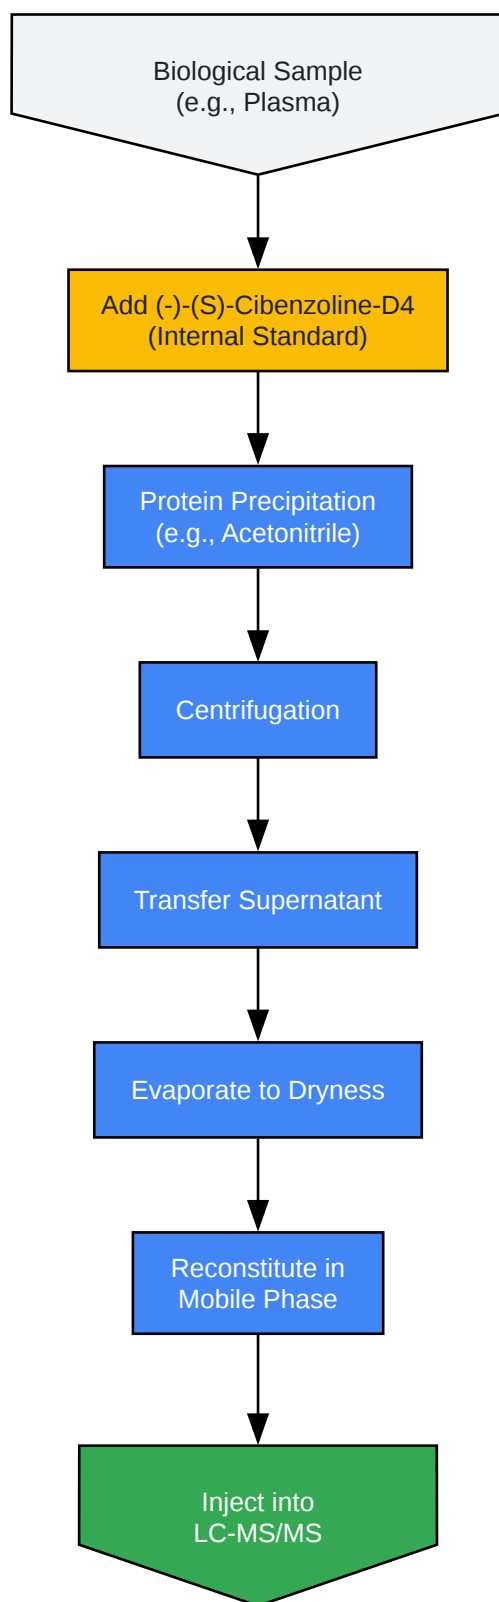 Biological Sample
(e.g., Plasma)
Add (-)-(S)-Cibenzoline-D4
(Internal Standard)
Protein Precipitation
(e.g., Acetonitrile)
Centrifugation
Transfer Supernatant
Evaporate to Dryness
Reconstitute in
Mobile Phase
Inject into
LC-MS/MS